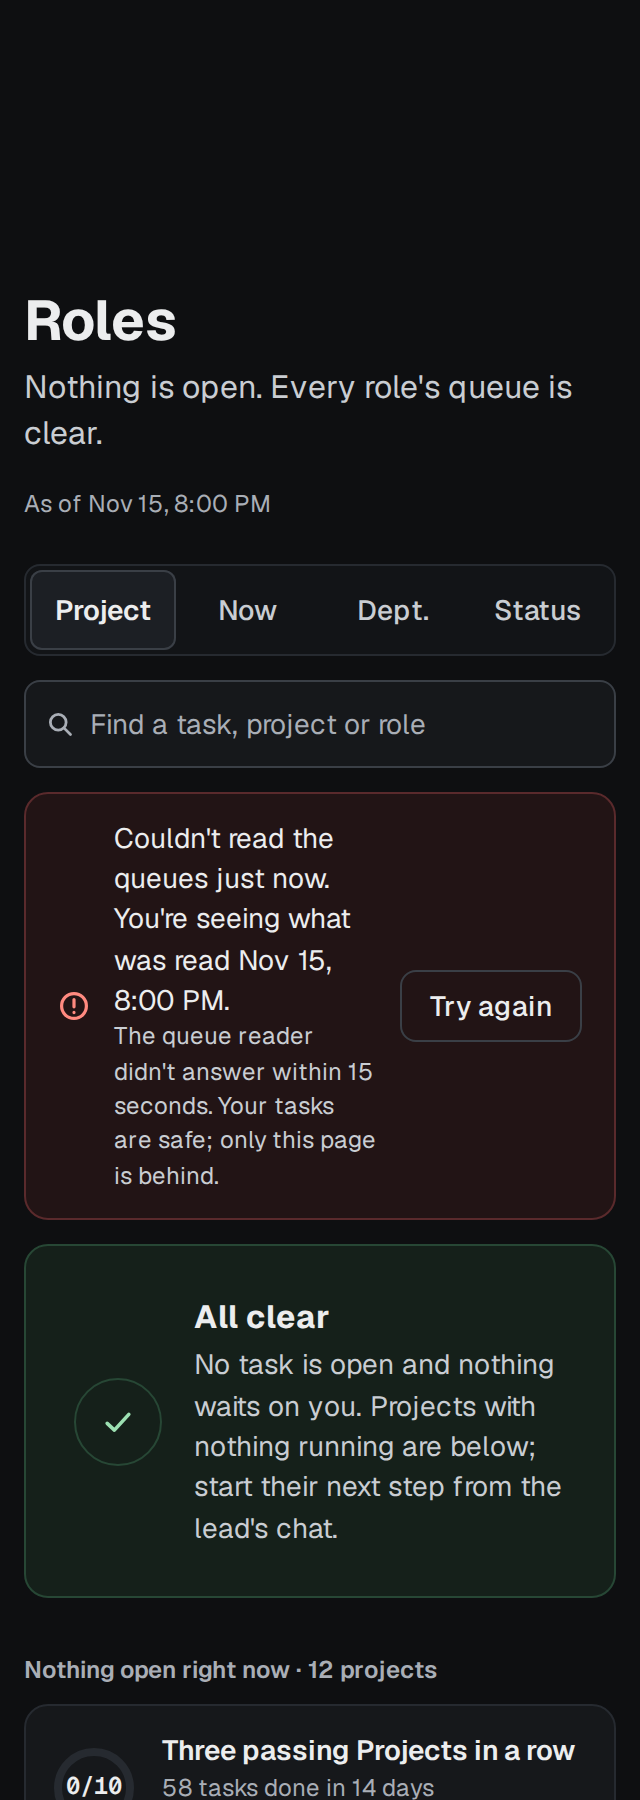 Roles
Nothing is open. Every role's queue is
clear.
As of Nov 15, 8:00 PM
Project
Now
Dept.
Status
Find a task, project or role
Couldn't read the
queues just now.
You're seeing what
was read Nov 15,
8:00 PM.
The queue reader
didn't answer within 15
seconds. Your tasks
are safe; only this page
is behind.
Try again
All clear
No task is open and nothing
waits on you. Projects with
nothing running are below;
start their next step from the
lead's chat.
Nothing open right now · 12 projects
Three passing Projects in a row
0/10
58 tasks done in 14 days